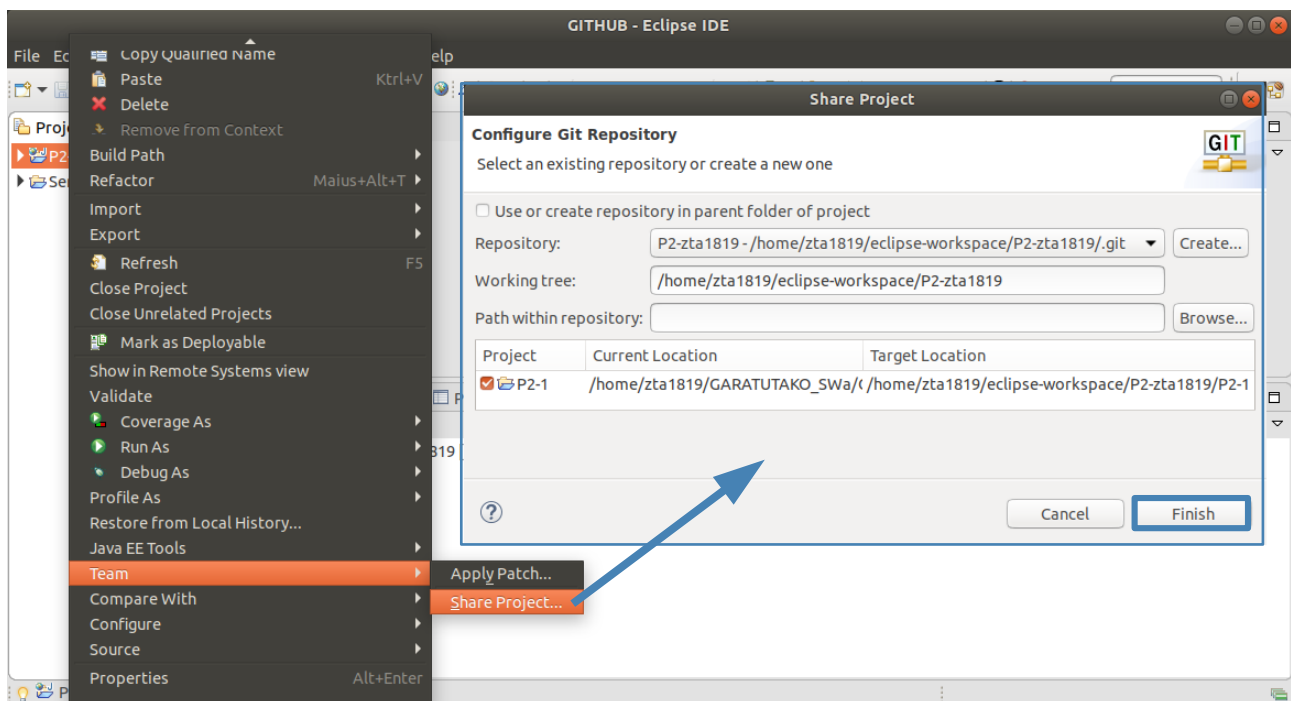 GITHUB - Eclipse IDE
File Ec
elp
Copy Qualified Name
Paste Ktrl+V
Delete
Remove from Context
Build Path
Refactor Maius+Alt+T
Import
Export
Refresh F5
Close Project
Close Unrelated Projects
Mark as Deployable
Show in Remote Systems view
Validate
Coverage As
Run As
Debug As
Profile As
Restore from Local History...
Java EE Tools
Team
Compare With
Configure
Source
Properties Alt+Enter
Apply Patch...
Share Project...
Proj
P2
Ser
P
819
P
Share Project
Configure Git Repository
Select an existing repository or create a new one
GIT
Use or create repository in parent folder of project
Repository: P2-zta1819 - /home/zta1819/eclipse-workspace/P2-zta1819/.git Create...
Working tree: /home/zta1819/eclipse-workspace/P2-zta1819
Path within repository: Browse...
Project Current Location Target Location
P2-1 /home/zta1819/GARATUTAKO_SWa/( /home/zta1819/eclipse-workspace/P2-zta1819/P2-1
? Cancel Finish